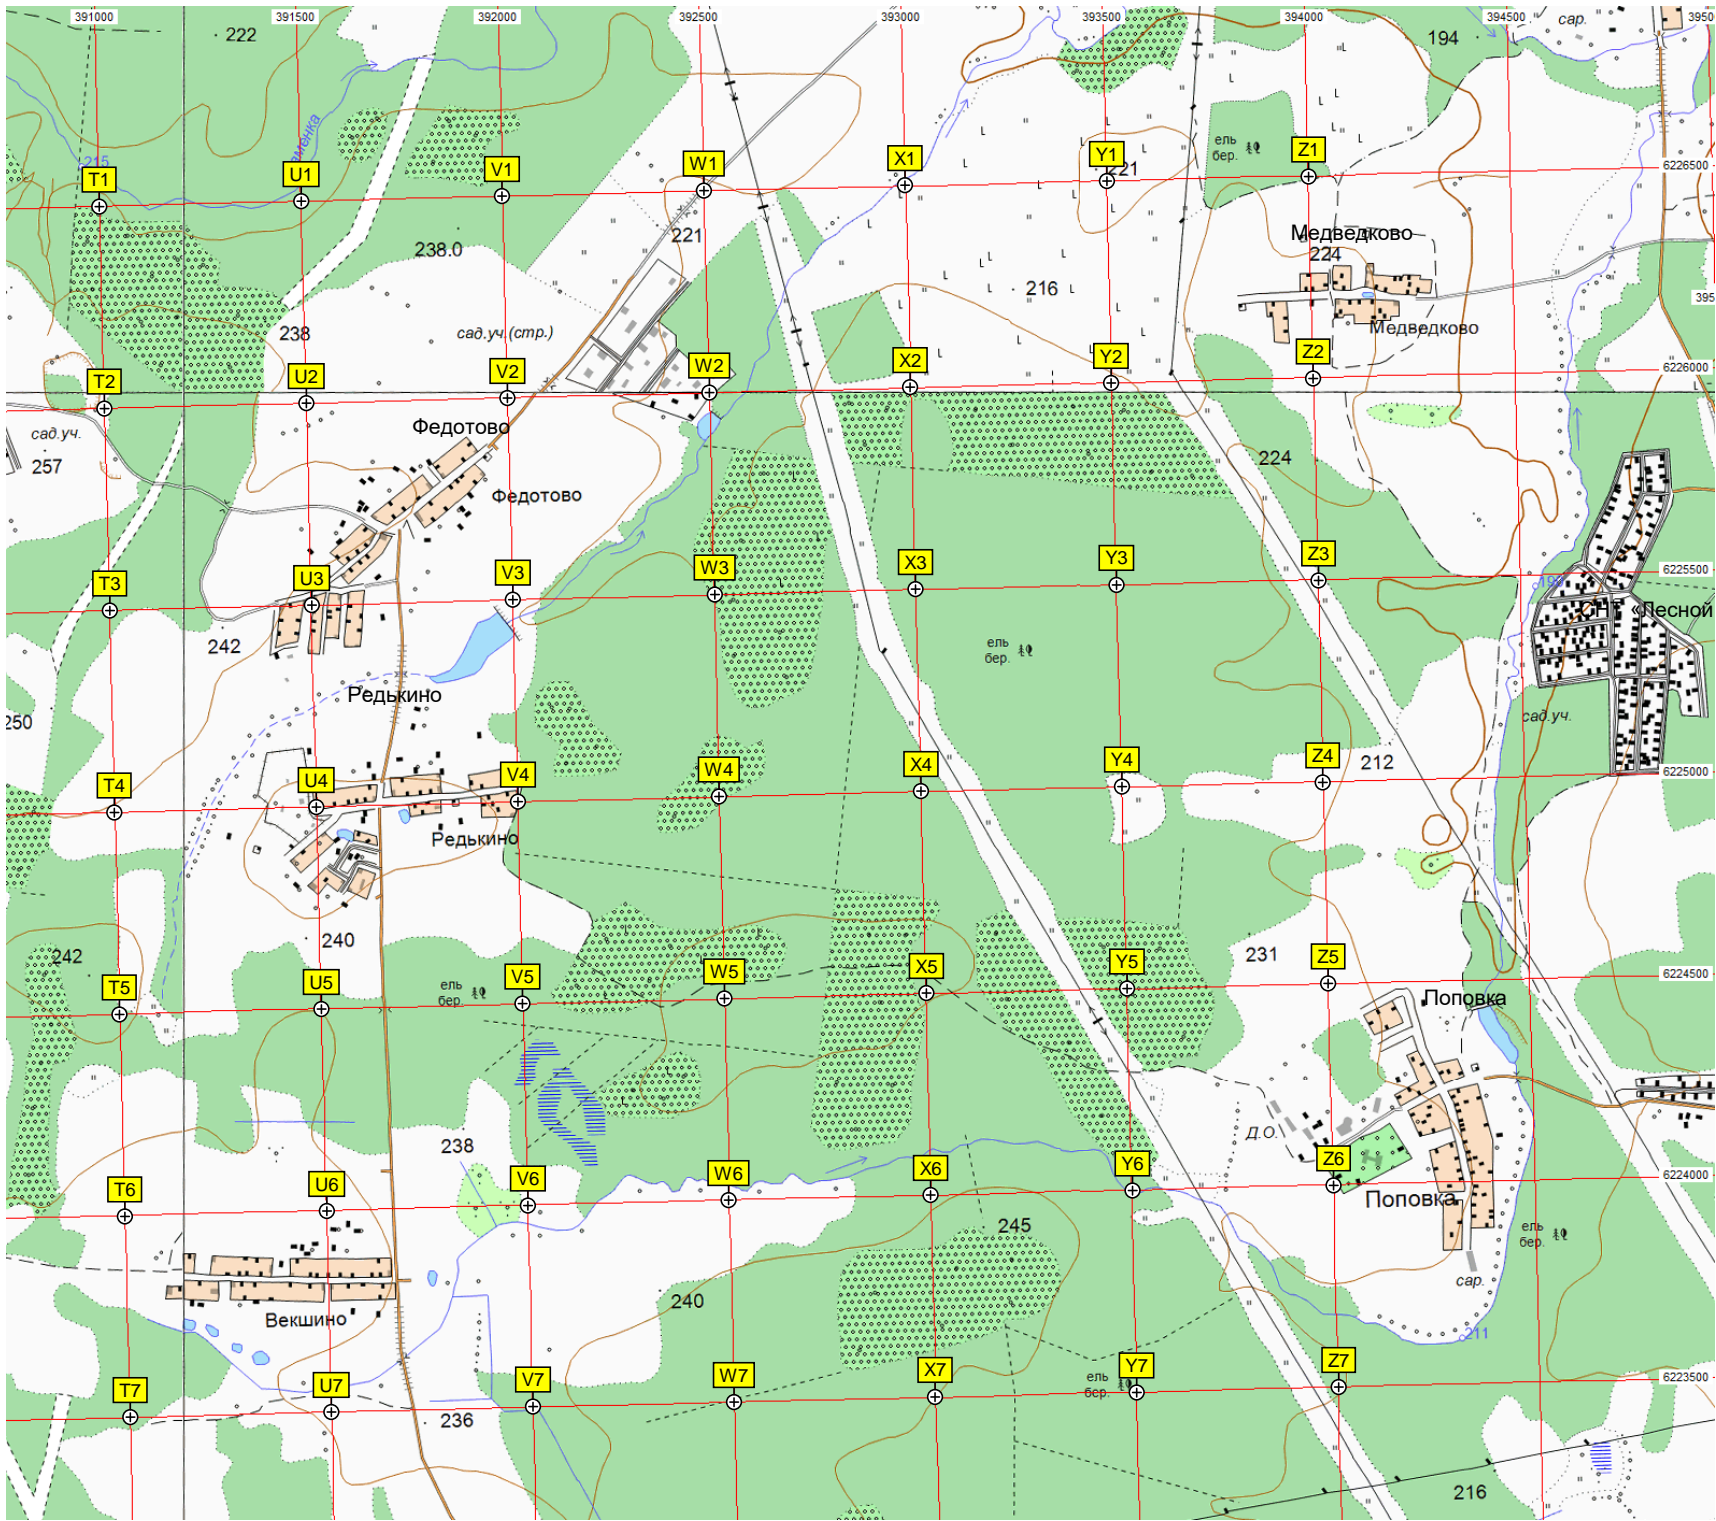 391000 391500 392000 392500 393000 393500 394000 394500
сар.
222
194
ель
бер.
215
T1 U1 V1 W1 X1 Y1 Z1
221
6226500
238.0
221
Медведково
224
216
Медведково
238
сад.уч.(стр.)
T2 U2 V2 W2 X2 Y2 Z2
6226000
сад.уч.
257
Федотово
Федотово
224
T3 U3 V3 W3 X3 Y3 Z3
6225500
СНТ «Лесной
242
ель
бер.
Редькино
250
сад.уч.
212
T4 U4 V4 W4 X4 Y4 Z4
6225000
Редькино
240
242
231
ель
бер.
T5 U5 V5 W5 X5 Y5 Z5
6224500
Поповка
238
Д.О.
T6 U6 V6 W6 X6 Y6 Z6
6224000
Поповка
245
ель
бер.
сар.
240
Векшино
211
T7 U7 V7 W7 X7 Y7 Z7
6223500
ель
236
216